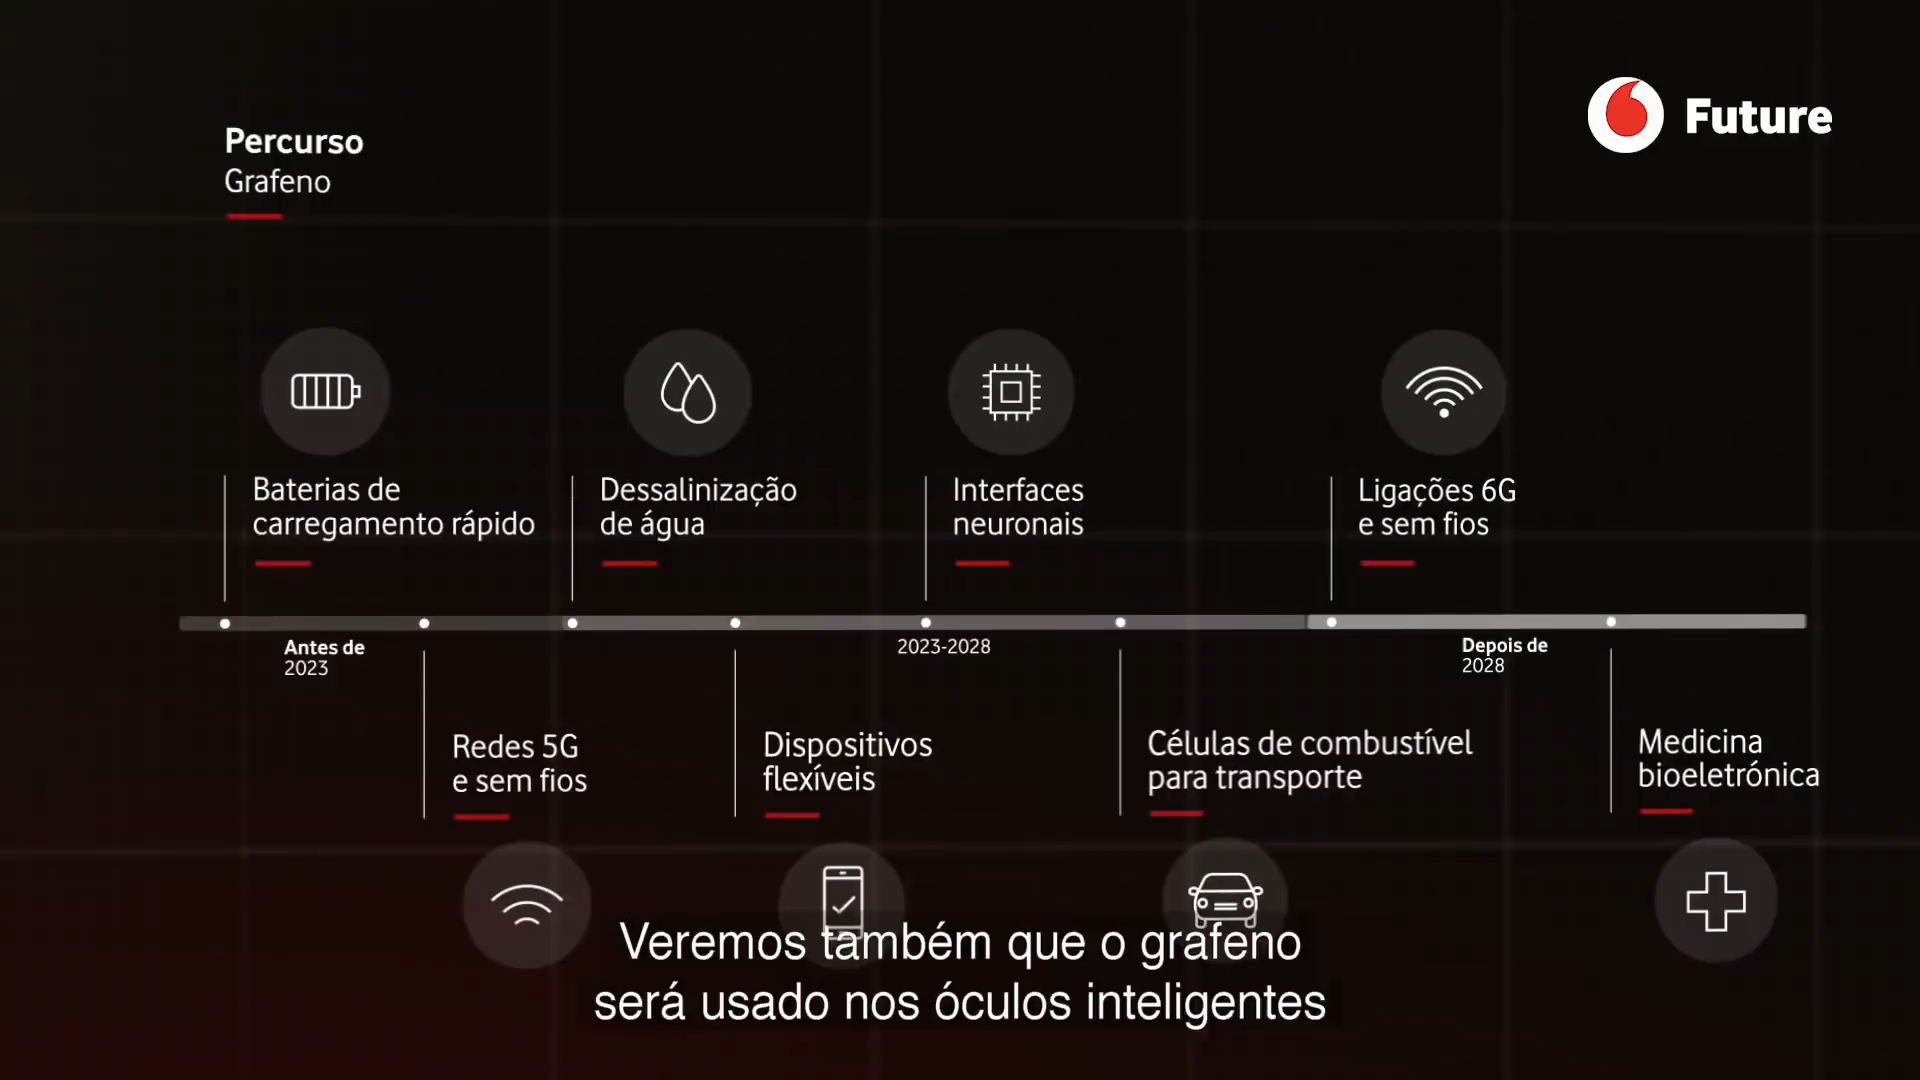 Percurso
Grafeno
Future
Baterias de
carregamento rápido
Dessalinização
de água
Interfaces
neuronais
Ligações 6G
e sem fios
Antes de
2023
2023-2028
Depois de
2028
Redes 5G
e sem fios
Dispositivos
flexíveis
Células de combustível
para transporte
Medicina
bioeletrónica
Veremos também que o grafeno
será usado nos óculos inteligentes